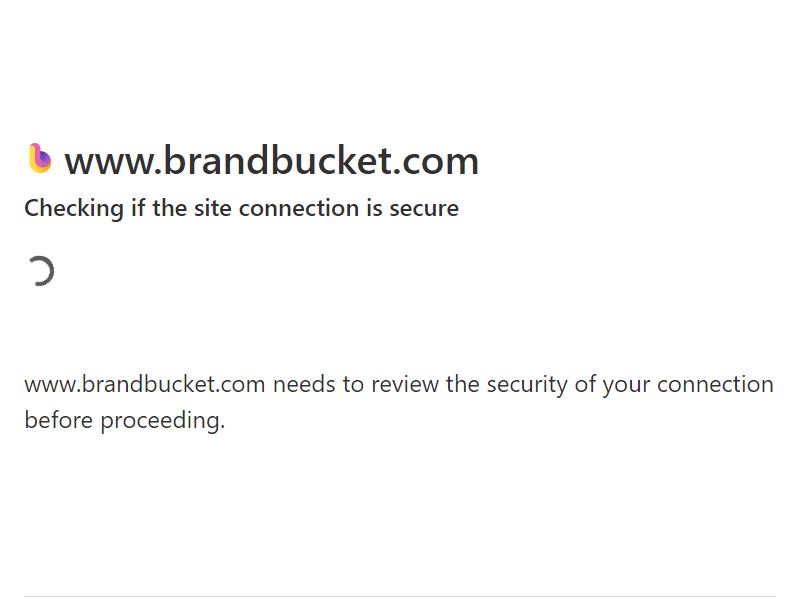 www.brandbucket.com
Checking if the site connection is secure
www.brandbucket.com needs to review the security of your connection
before proceeding.